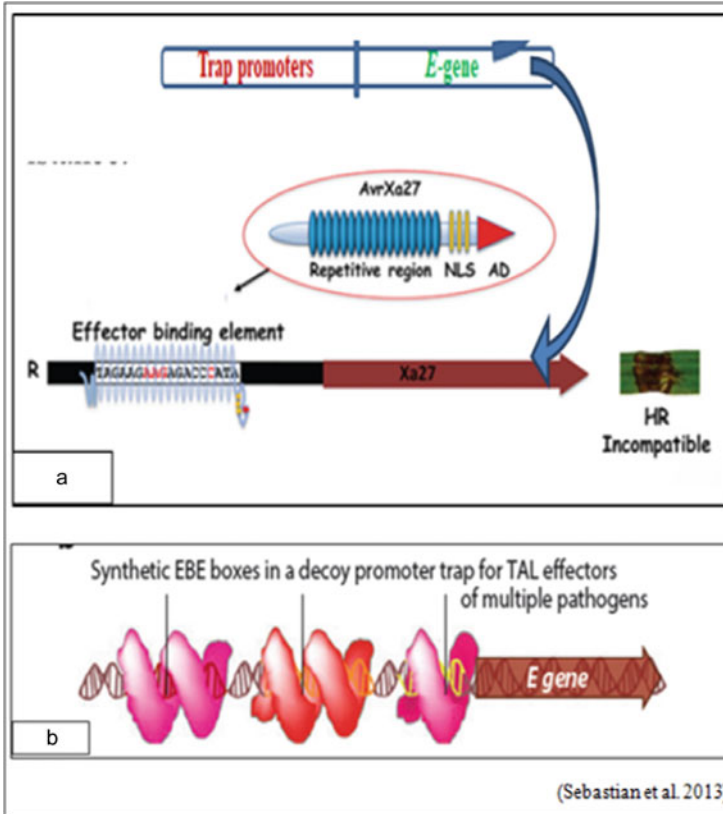 Trap promoters E-gene
AvrXa27
Repetitive region NLS AD
Effector binding element
R TAGAAGAAGAGACCCATA Xa27
HR
Incompatible
a
Synthetic EBE boxes in a decoy promoter trap for TAL effectors
of multiple pathogens
E gene
b
(Sebastian et al. 2013)